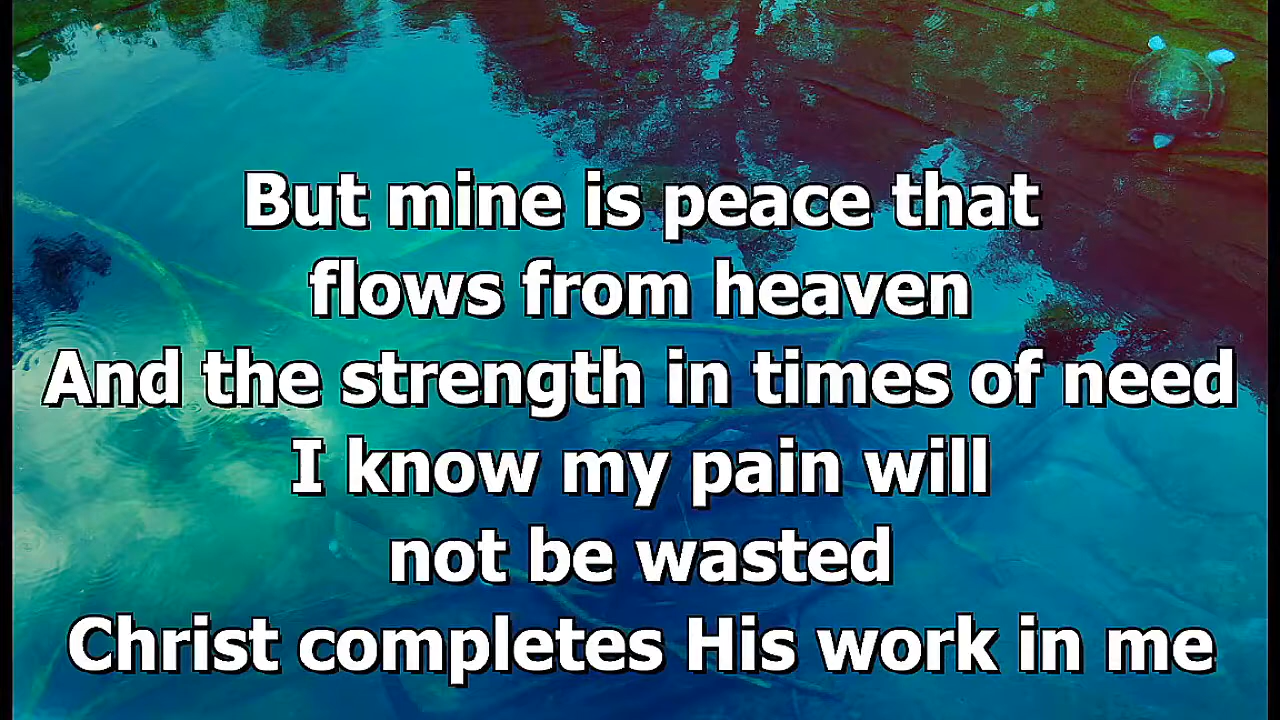 But mine is peace that
flows from heaven
And the strength in times of need
I know my pain will
not be wasted
Christ completes His work in me